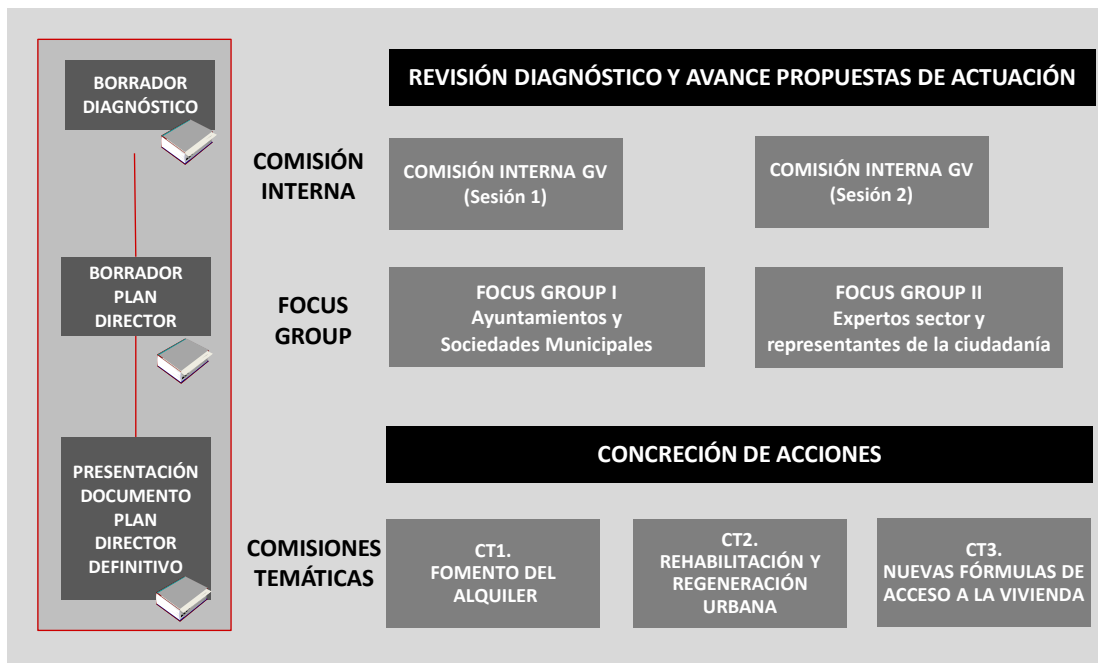 BORRADOR
DIAGNÓSTICO
BORRADOR
PLAN
DIRECTOR
PRESENTACIÓN
DOCUMENTO
PLAN
DIRECTOR
DEFINITIVO
REVISIÓN DIAGNÓSTICO Y AVANCE PROPUESTAS DE ACTUACIÓN
COMISIÓN
INTERNA
COMISIÓN INTERNA GV
(Sesión 1)
COMISIÓN INTERNA GV
(Sesión 2)
FOCUS
GROUP
FOCUS GROUP I
Ayuntamientos y
Sociedades Municipales
FOCUS GROUP II
Expertos sector y
representantes de la ciudadanía
CONCRECIÓN DE ACCIONES
COMISIONES
TEMÁTICAS
CT1.
FOMENTO DEL
ALQUILER
CT2.
REHABILITACIÓN Y
REGENERACIÓN
URBANA
CT3.
NUEVAS FÓRMULAS DE
ACCESO A LA VIVIENDA